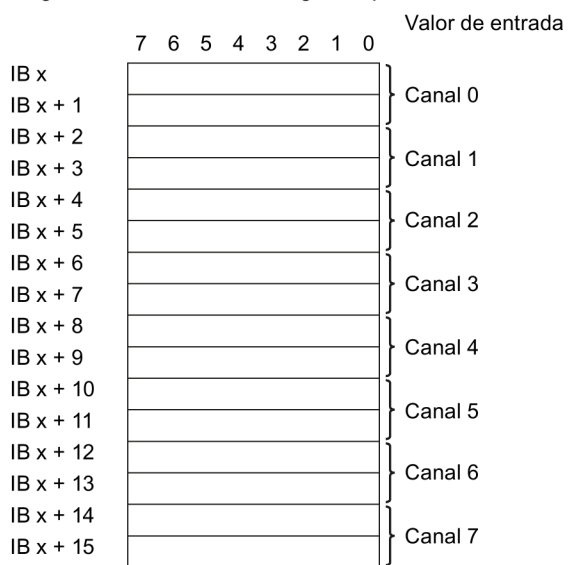 Valor de entrada
7 6 5 4 3 2 1 0
IB x
IB x + 1
Canal 0
IB x + 2
IB x + 3
Canal 1
IB x + 4
IB x + 5
Canal 2
IB x + 6
IB x + 7
Canal 3
IB x + 8
IB x + 9
Canal 4
IB x + 10
IB x + 11
Canal 5
IB x + 12
IB x + 13
Canal 6
IB x + 14
IB x + 15
Canal 7